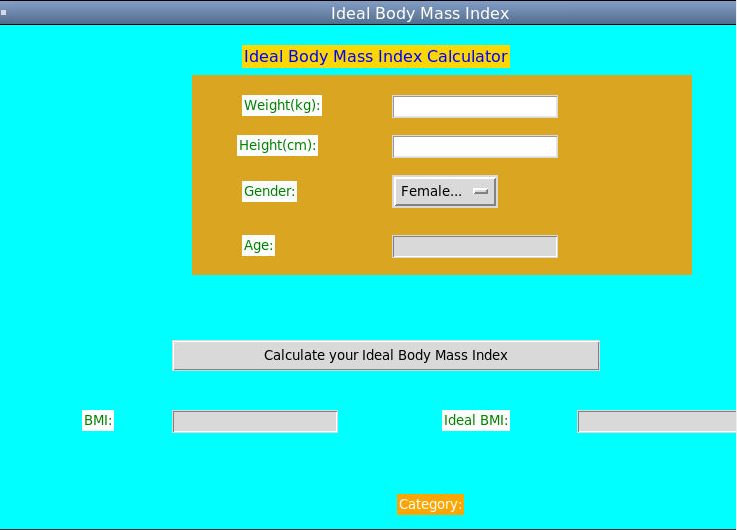 Ideal Body Mass Index
Ideal Body Mass Index Calculator
Weight(kg):
Height(cm):
Gender: Female...
Age:
Calculate your Ideal Body Mass Index
BMI: Ideal BMI:
Category: